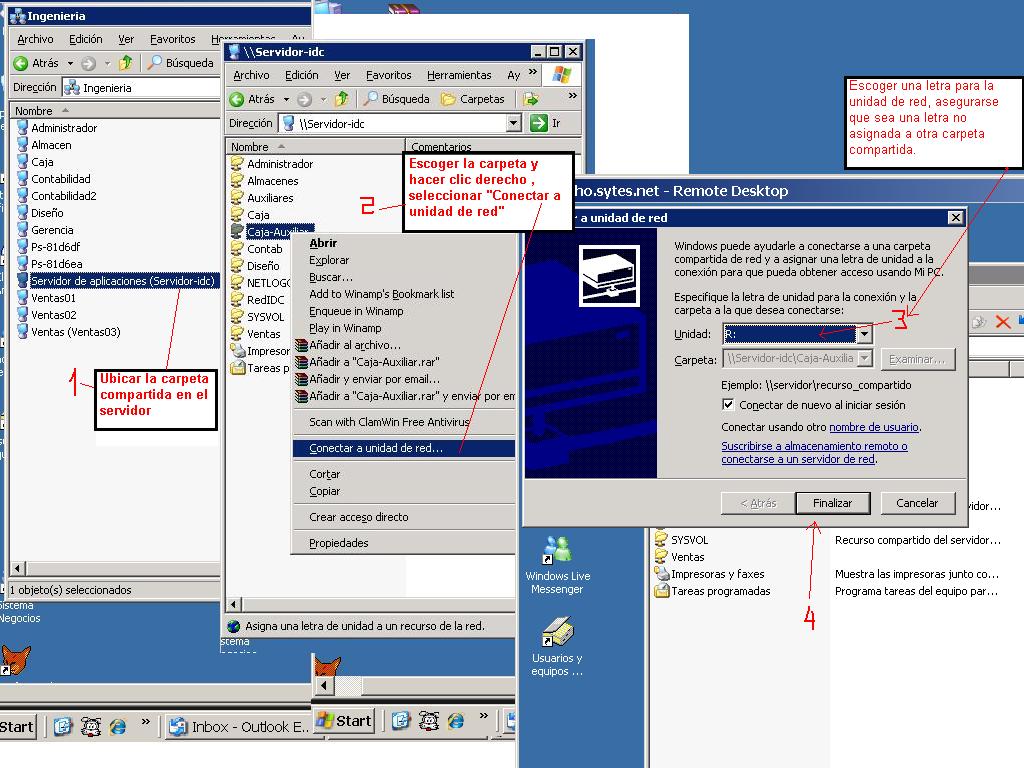 Ingenieria
Archivo Edición Ver Favoritos Herramientas Au
Atrás Búsqueda
Dirección Ingenieria
Nombre
Administrador
Almacen
Caja
Contabilidad
Contabilidad2
Diseño
Gerencia
Ps-81d6df
Ps-81d6ea
Servidor de aplicaciones (Servidor-idc)
Ventas01
Ventas02
Ventas (Ventas03)
1
Ubicar la carpeta
compartida en el
servidor
1 objeto(s) seleccionados
Sistema
Negocios
\\Servidor-idc
Archivo Edición Ver Favoritos Herramientas Ay »
Atrás Búsqueda Carpetas »
Dirección \\Servidor-idc Ir
Nombre Comentarios
Administrador
Almacenes
Auxiliares
Caja
Caja-Auxiliar
Contab
Diseño
NETLOGO
RedIDC
SYSVOL
Ventas
Impresor
Tareas p
2
Escoger la carpeta y
hacer clic derecho ,
seleccionar "Conectar a
unidad de red"
Abrir
Explorar
Buscar...
Add to Winamp's Bookmark list
Enqueue in Winamp
Play in Winamp
Añadir al archivo...
Añadir a "Caja-Auxiliar.rar"
Añadir y enviar por email...
Añadir a "Caja-Auxiliar.rar" y enviar por em
Scan with ClamWin Free Antivirus
Conectar a unidad de red...
Cortar
Copiar
Crear acceso directo
Propiedades
Asigna una letra de unidad a un recurso de la red.
stema
Escoger una letra para la
unidad de red, asegurarse
que sea una letra no
asignada a otra carpeta
compartida.
ho.sytes.net - Remote Desktop
r a unidad de red
Windows puede ayudarle a conectarse a una carpeta
compartida de red y a asignar una letra de unidad a la
conexión para que pueda obtener acceso usando Mi PC.
Especifique la letra de unidad para la conexión y la
carpeta a la que desea conectarse:
Unidad: R:
3
Carpeta: \\Servidor-idc\Caja-Auxilia Examinar...
Ejemplo: \\servidor\recurso_compartido
Conectar de nuevo al iniciar sesión
Conectar usando otro nombre de usuario.
Suscribirse a almacenamiento remoto o
conectarse a un servidor de red.
< Atrás Finalizar Cancelar
4
idor...
SYSVOL Recurso compartido del servidor...
Ventas
Impresoras y faxes Muestra las impresoras junto co...
Tareas programadas Programa tareas del equipo par...
Windows Live
Messenger
Usuarios y
equipos ...
Start » Inbox - Outlook E...
Start »